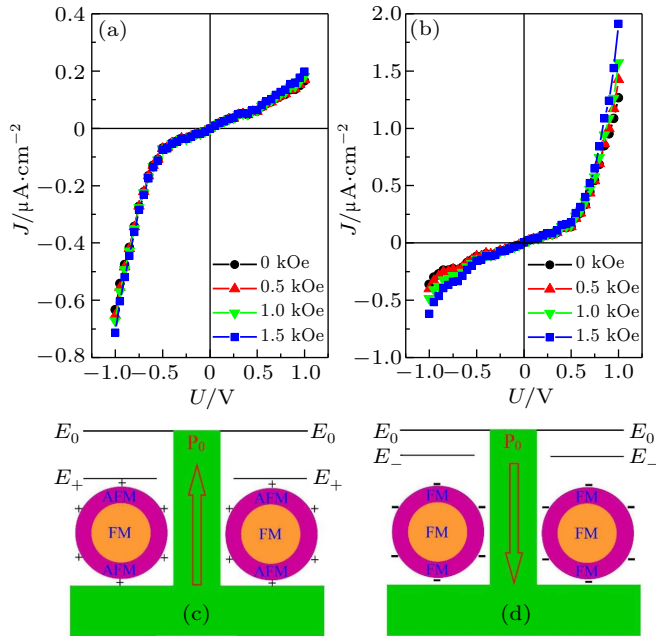 (a)
J/μA·cm−2
0.4
0.2
0
−0.2
−0.4
−0.6
−0.8
−1.0 −0.5 0 0.5 1.0
U/V
0 kOe
0.5 kOe
1.0 kOe
1.5 kOe
(b)
J/μA·cm−2
2.0
1.5
1.0
0.5
0
−0.5
−1.0
−1.0 −0.5 0 0.5 1.0
U/V
0 kOe
0.5 kOe
1.0 kOe
1.5 kOe
E0 P0 E0
E+ E+
+ + + + + +
AFM
FM
AFM
+ + + + + +
AFM
FM
AFM
(c)
E0 P0 E0
E− E−
− − − − − −
FM
FM
FM
− − − − − −
FM
FM
FM
(d)